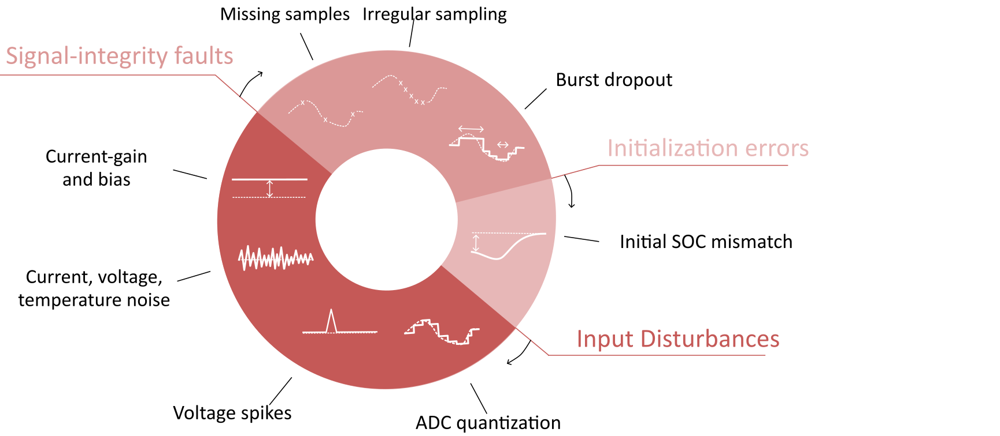 Missing samples
Irregular sampling
Signal-integrity faults
Burst dropout
Initialization errors
Current-gain
and bias
Initial SOC mismatch
Current, voltage,
temperature noise
Input Disturbances
Voltage spikes
ADC quantization